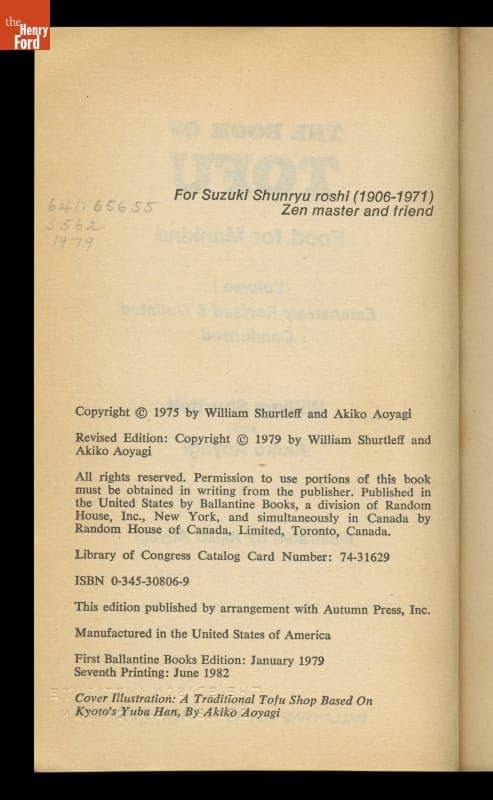 the
Henry
Ford
For Suzuki Shunryu roshi (1906-1971)
Zen master and friend
641.65655
S562
1979
Copyright © 1975 by William Shurtleff and Akiko Aoyagi
Revised Edition: Copyright © 1979 by William Shurtleff and
Akiko Aoyagi
All rights reserved. Permission to use portions of this book
must be obtained in writing from the publisher. Published in
the United States by Ballantine Books, a division of Random
House, Inc., New York, and simultaneously in Canada by
Random House of Canada, Limited, Toronto, Canada.
Library of Congress Catalog Card Number: 74-31629
ISBN 0-345-30806-9
This edition published by arrangement with Autumn Press, Inc.
Manufactured in the United States of America
First Ballantine Books Edition: January 1979
Seventh Printing: June 1982
Cover Illustration: A Traditional Tofu Shop Based On
Kyoto's Yuba Han, By Akiko Aoyagi